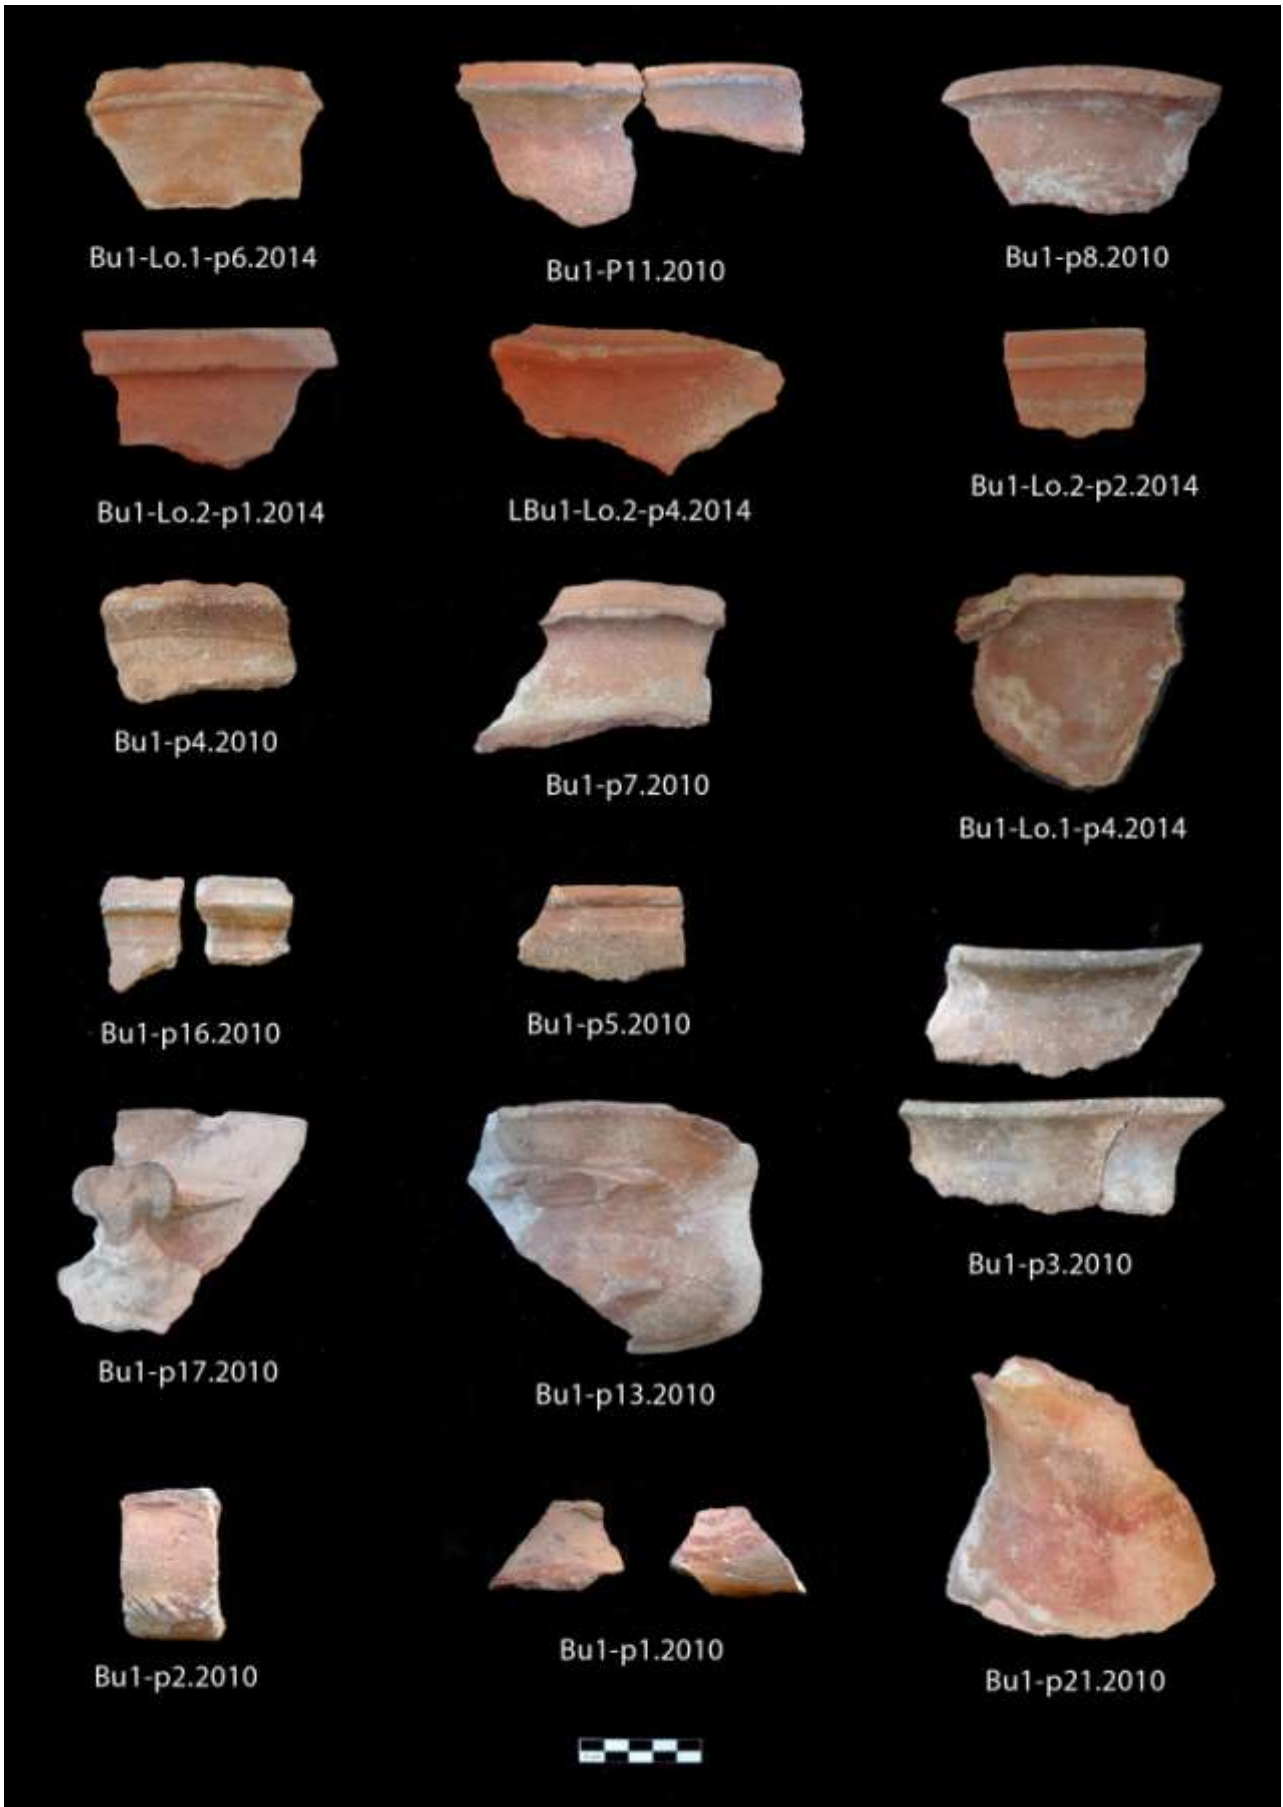 Bu1-Lo.1-p6.2014
Bu1-P11.2010
Bu1-p8.2010
Bu1-Lo.2-p1.2014
LBu1-Lo.2-p4.2014
Bu1-Lo.2-p2.2014
Bu1-p4.2010
Bu1-p7.2010
Bu1-Lo.1-p4.2014
Bu1-p16.2010
Bu1-p5.2010
Bu1-p3.2010
Bu1-p17.2010
Bu1-p13.2010
Bu1-p2.2010
Bu1-p1.2010
Bu1-p21.2010